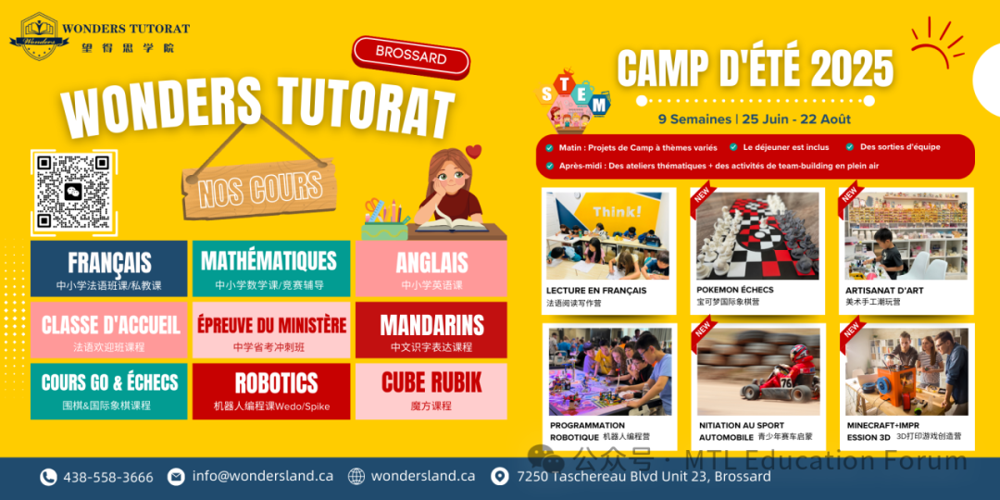 WONDERS TUTORAT
望得思学院
Wonders
BROSSARD
WONDERS TUTORAT
NOS COURS
FRANÇAIS
中小学法语班课/私教课
MATHÉMATIQUES
中小学数学课/竞赛辅导
ANGLAIS
中小学英语课
CLASSE D'ACCUEIL
法语欢迎班课程
ÉPREUVE DU MINISTÈRE
中学省考冲刺班
MANDARINS
中文识字表达课程
COURS GO & ÉCHECS
围棋&国际象棋课程
ROBOTICS
机器人编程课Wedo/Spike
CUBE RUBIK
魔方课程
STEM
CAMP D'ÉTÉ 2025
9 Semaines | 25 Juin - 22 Août
Matin : Projets de Camp à thèmes variés
Le déjeuner est inclus
Des sorties d'équipe
Après-midi : Des ateliers thématiques + des activités de team-building en plein air
Think!
LECTURE EN FRANÇAIS
法语阅读写作营
NEW
POKEMON ÉCHECS
宝可梦国际象棋营
NEW
ARTISANAT D'ART
美术手工潮玩营
PROGRAMMATION
ROBOTIQUE 机器人编程营
NEW
76
NITIATION AU SPORT
AUTOMOBILE 青少年赛车启蒙
NEW
MINECRAFT+IMPR
ESSION 3D 3D打印游戏创造营
公众号 · MTL Education Forum
438-558-3666
info@wondersland.ca
wondersland.ca
7250 Taschereau Blvd Unit 23, Brossard